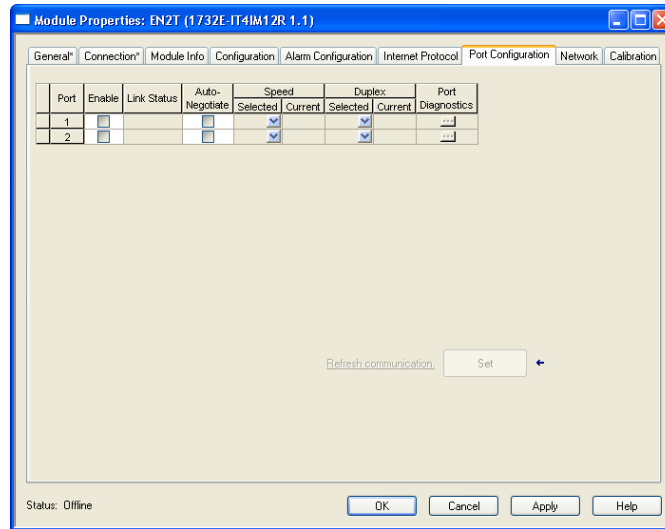 Module Properties: EN2T (1732E-IT4IM12R 1.1)
General* Connection* Module Info Configuration Alarm Configuration Internet Protocol Port Configuration Network Calibration
Port Enable Link Status Auto-Negotiate Speed Duplex Port Diagnostics
Selected Current Selected Current
1
2
Refresh communication. Set
Status: Offline OK Cancel Apply Help